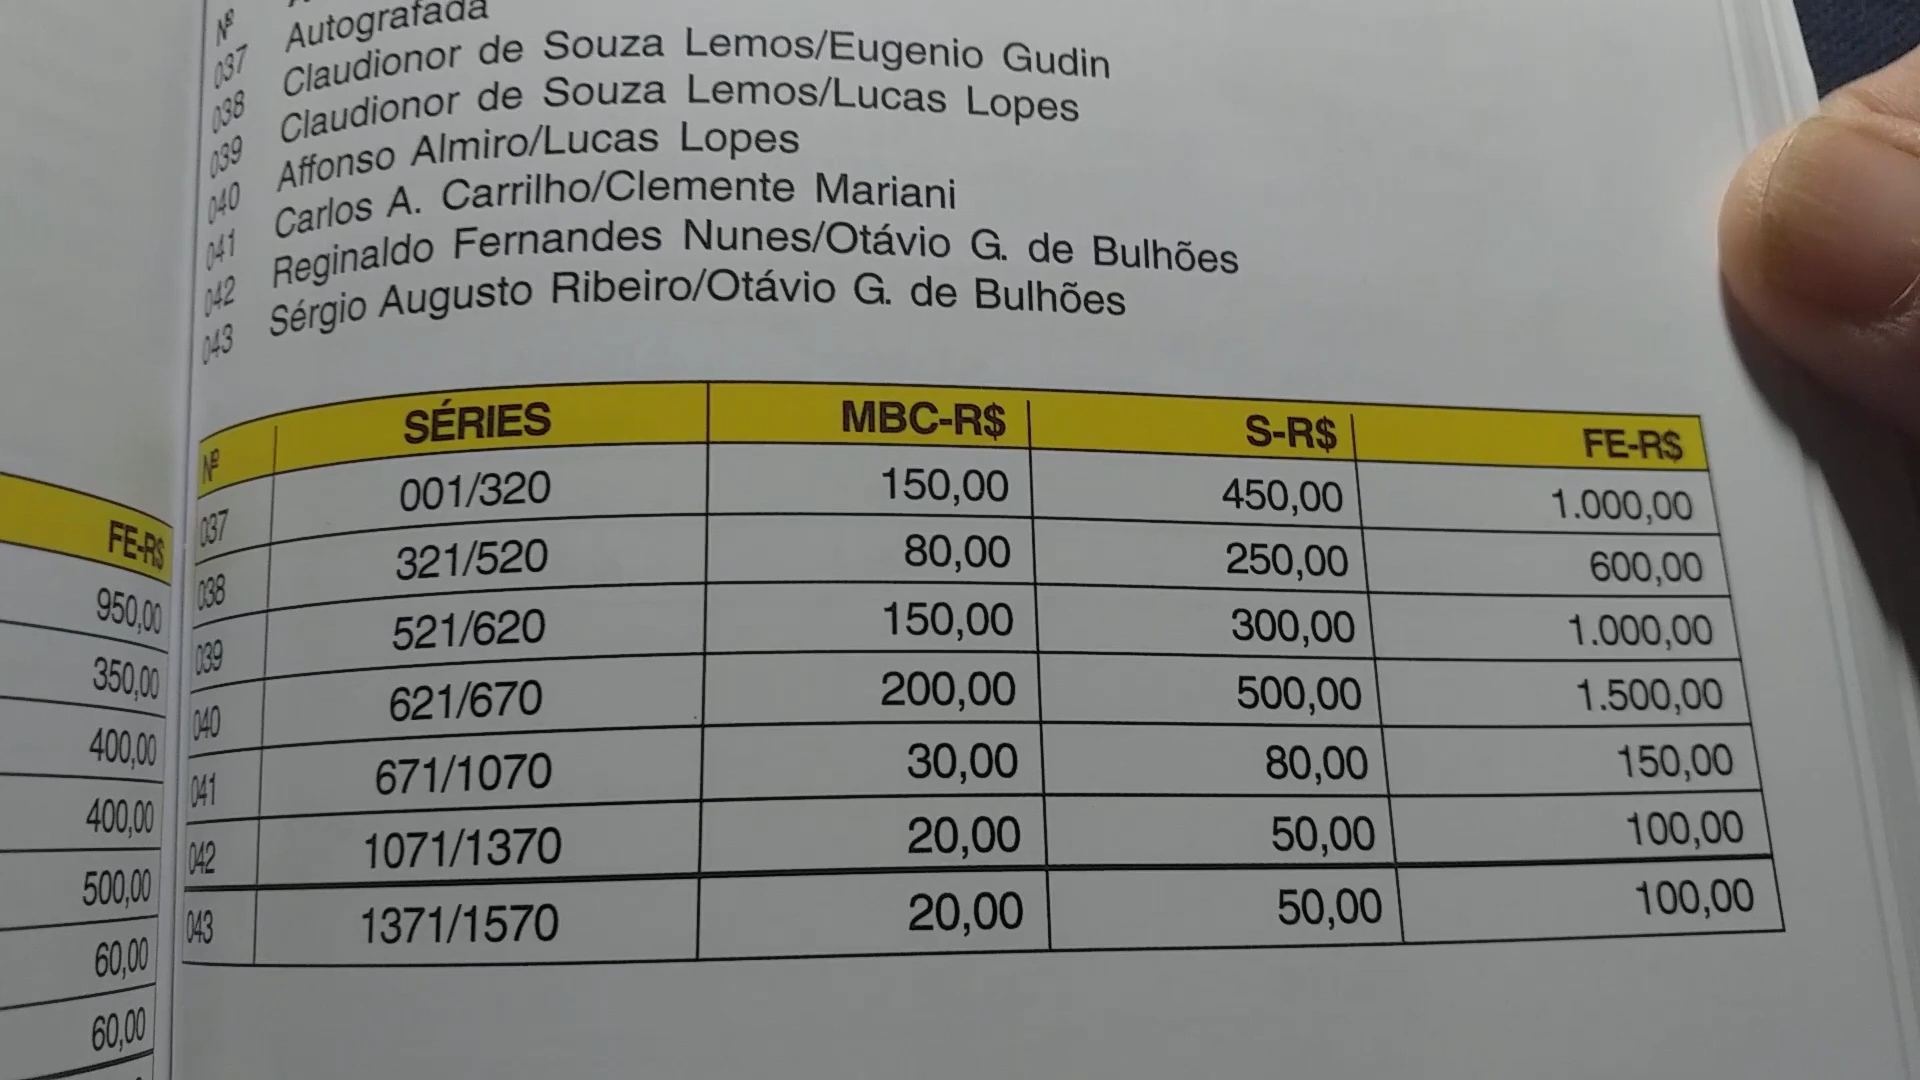 Nº
037 Autografada
038 Claudionor de Souza Lemos/Eugenio Gudin
039 Claudionor de Souza Lemos/Lucas Lopes
040 Affonso Almiro/Lucas Lopes
041 Carlos A. Carrilho/Clemente Mariani
042 Reginaldo Fernandes Nunes/Otávio G. de Bulhões
043 Sérgio Augusto Ribeiro/Otávio G. de Bulhões
FE-R$
950,00
350,00
400,00
400,00
500,00
60,00
60,00
Nº SÉRIES MBC-R$ S-R$ FE-R$
037 001/320 150,00 450,00 1.000,00
038 321/520 80,00 250,00 600,00
039 521/620 150,00 300,00 1.000,00
040 621/670 200,00 500,00 1.500,00
041 671/1070 30,00 80,00 150,00
042 1071/1370 20,00 50,00 100,00
043 1371/1570 20,00 50,00 100,00